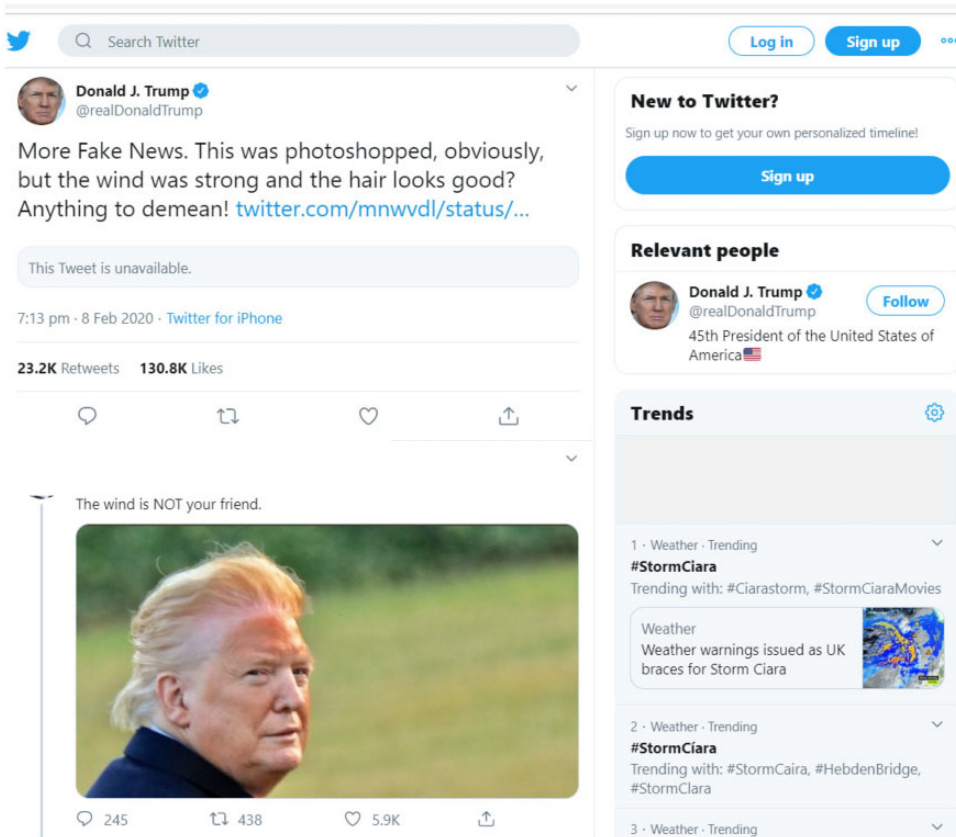 Search Twitter
Log in
Sign up
Donald J. Trump
@realDonaldTrump
More Fake News. This was photoshopped, obviously,
but the wind was strong and the hair looks good?
Anything to demean! twitter.com/mnwvdl/status/...
This Tweet is unavailable.
7:13 pm · 8 Feb 2020 · Twitter for iPhone
23.2K Retweets 130.8K Likes
The wind is NOT your friend.
245 438 5.9K
New to Twitter?
Sign up now to get your own personalized timeline!
Sign up
Relevant people
Donald J. Trump
@realDonaldTrump
Follow
45th President of the United States of
America🇺🇸
Trends
1 · Weather · Trending
#StormCiara
Trending with: #Ciarastorm, #StormCiaraMovies
Weather
Weather warnings issued as UK
braces for Storm Ciara
2 · Weather · Trending
#StormCíara
Trending with: #StormCaira, #HebdenBridge,
#StormClara
3 · Weather · Trending